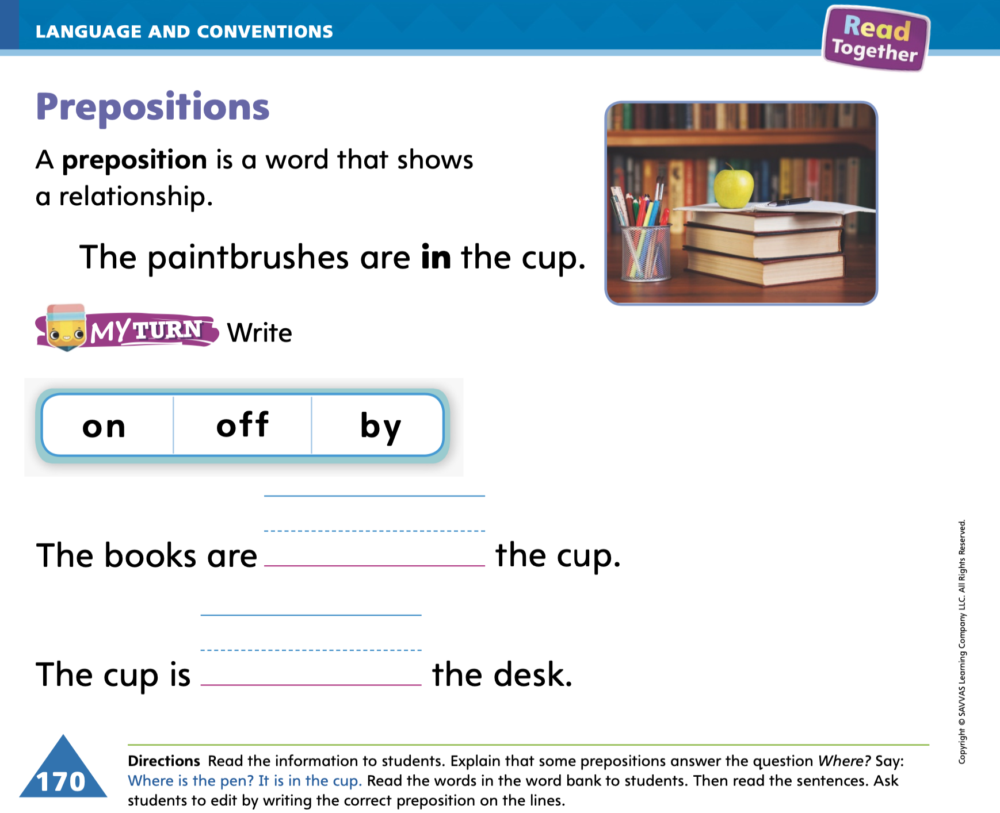 LANGUAGE AND CONVENTIONS
Read
Together
Prepositions
A preposition is a word that shows
a relationship.
The paintbrushes are in the cup.
MY TURN Write
on off by
The books are the cup.
The cup is the desk.
170
Directions Read the information to students. Explain that some prepositions answer the question Where? Say:
Where is the pen? It is in the cup. Read the words in the word bank to students. Then read the sentences. Ask
students to edit by writing the correct preposition on the lines.
Copyright © SAVVAS Learning Company LLC. All Rights Reserved.